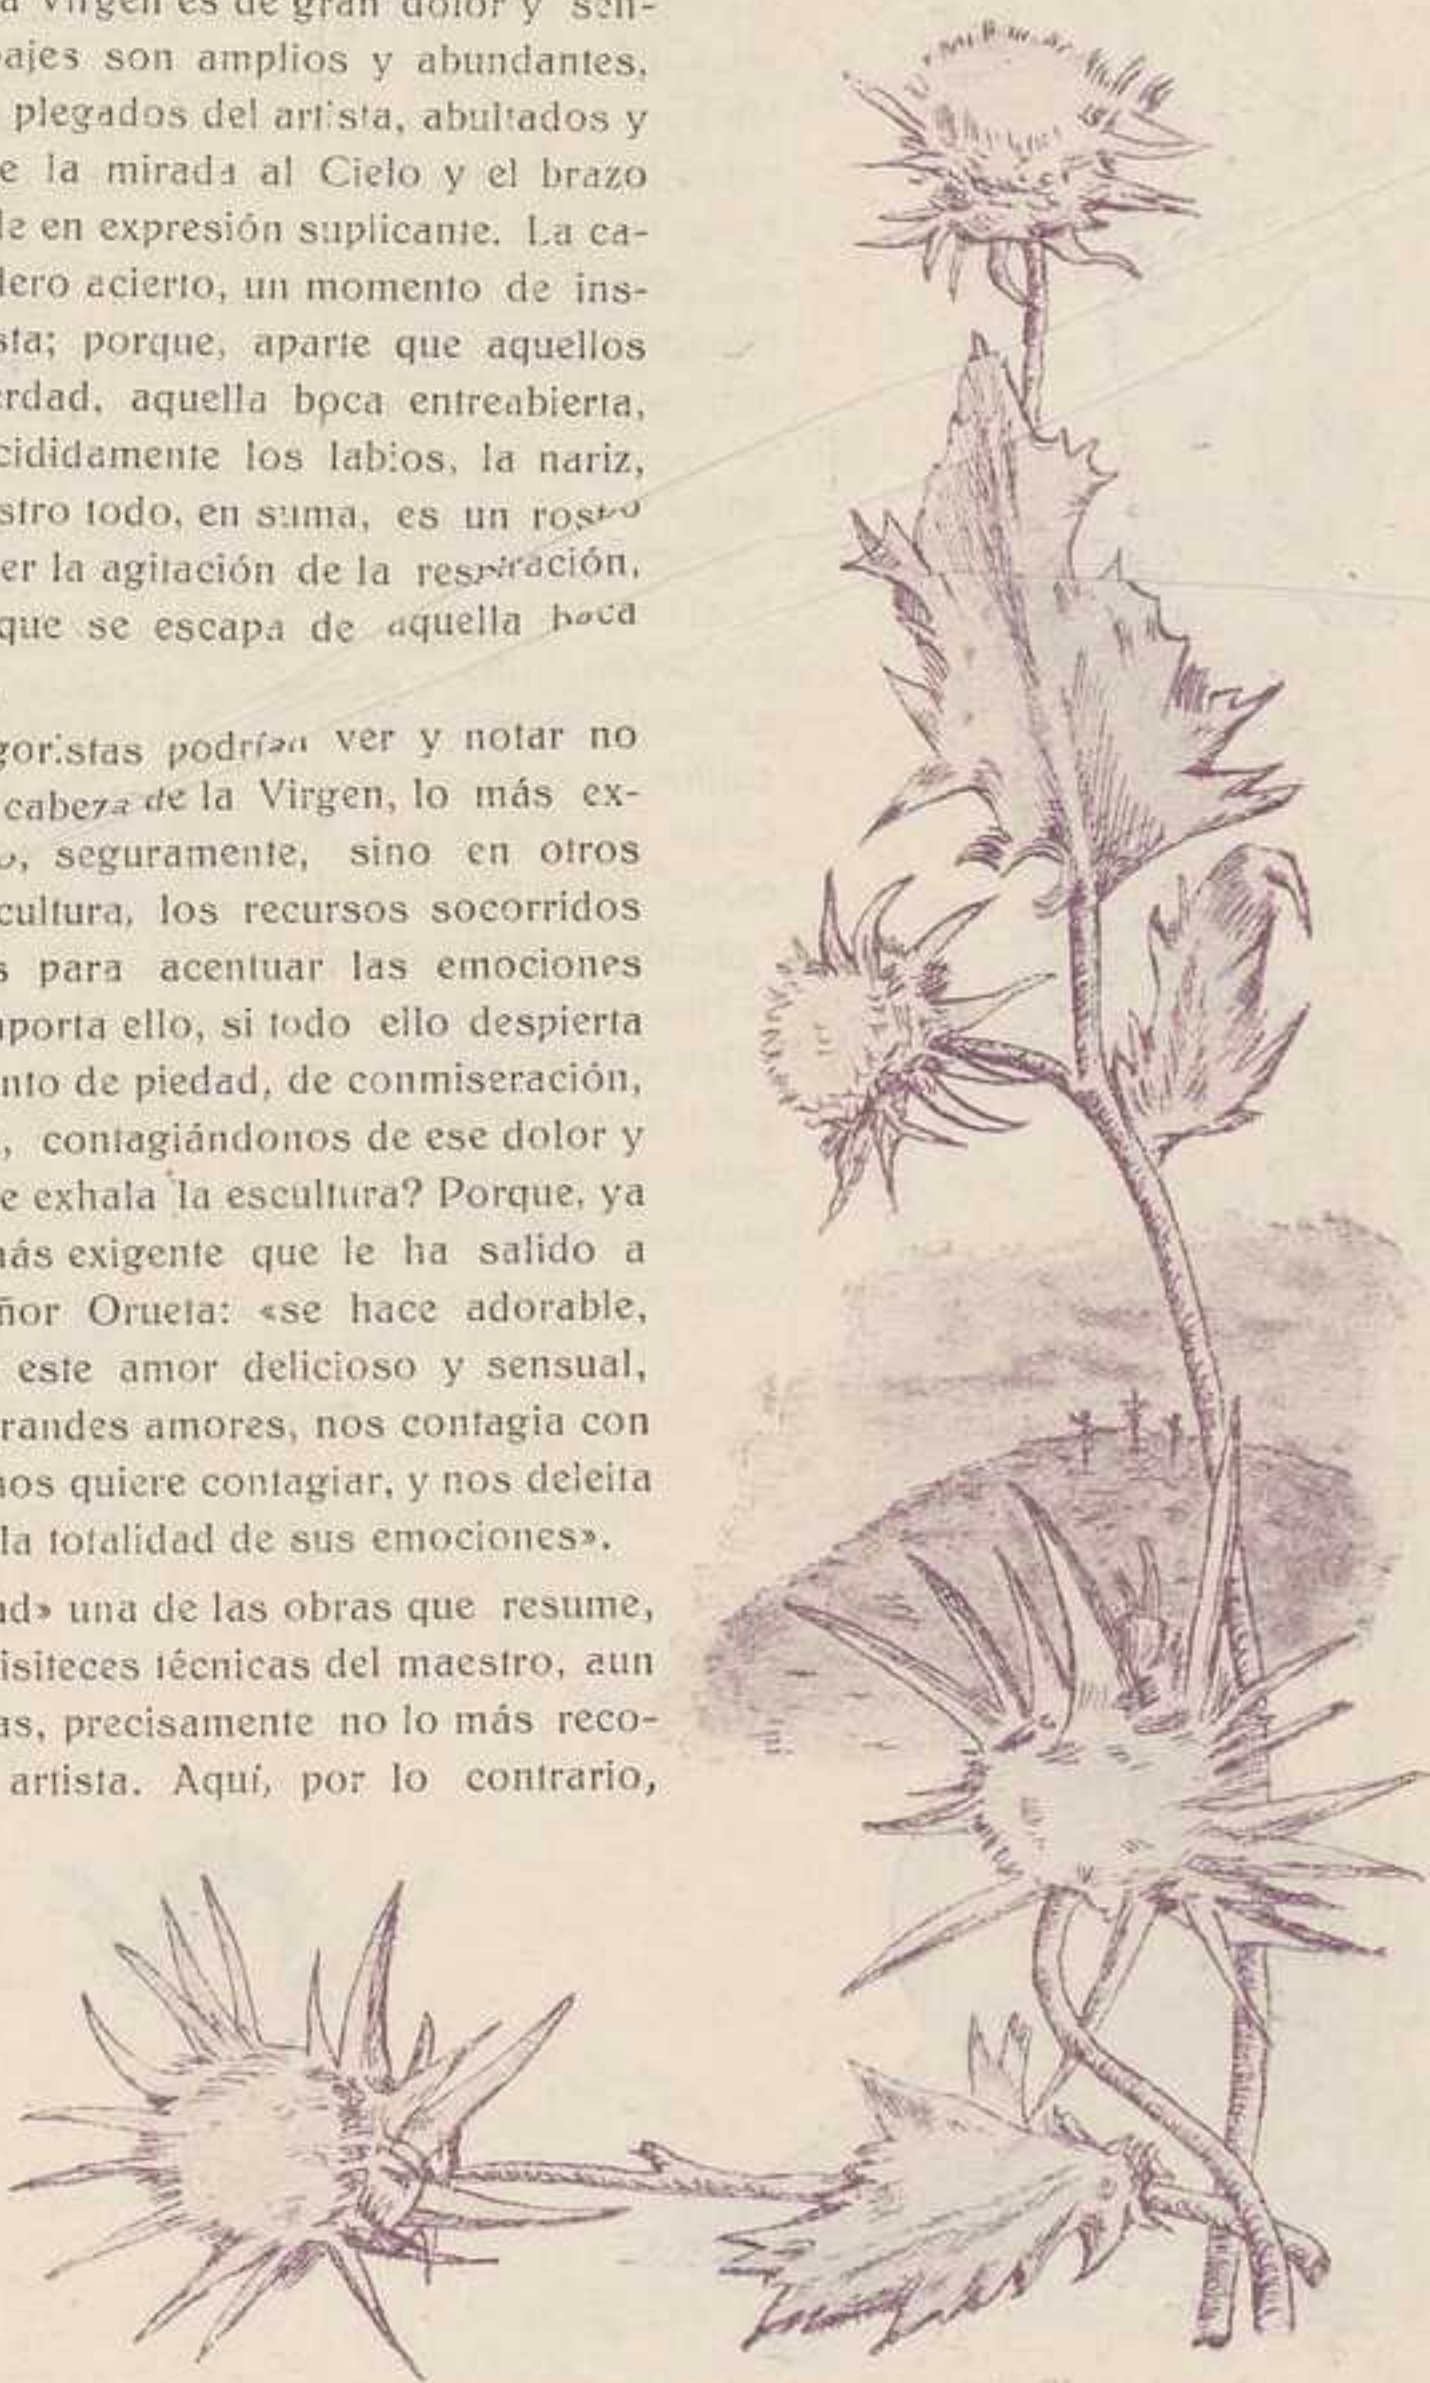 a Virgen es de gran dolor y sen-
ajes son amplios y abundantes,
plegados del artista, abultados y
e la mirada al Cielo y el brazo
le en expresión suplicante. La ca-
lero acierto, un momento de ins-
sta; porque, aparte que aquellos
erdad, aquella boca entreabierta,
cididamente los labios, la nariz,
stro todo, en suma, es un rostro
er la agitación de la respiración,
que se escapa de aquella boca
goristas podrían ver y notar no
cabeza de la Virgen, lo más ex-
o, seguramente, sino en otros
cultura, los recursos socorridos
s para acentuar las emociones
porta ello, si todo ello despierta
nto de piedad, de conmiseración,
, contagiándonos de ese dolor y
e exhala la escultura? Porque, ya
nás exigente que le ha salido a
ñor Orueta: «se hace adorable,
este amor delicioso y sensual,
randes amores, nos contagia con
nos quiere contagiar, y nos deleita
la totalidad de sus emociones».
ad» una de las obras que resume,
isiteces técnicas del maestro, aun
as, precisamente no lo más reco-
artista. Aquí, por lo contrario,